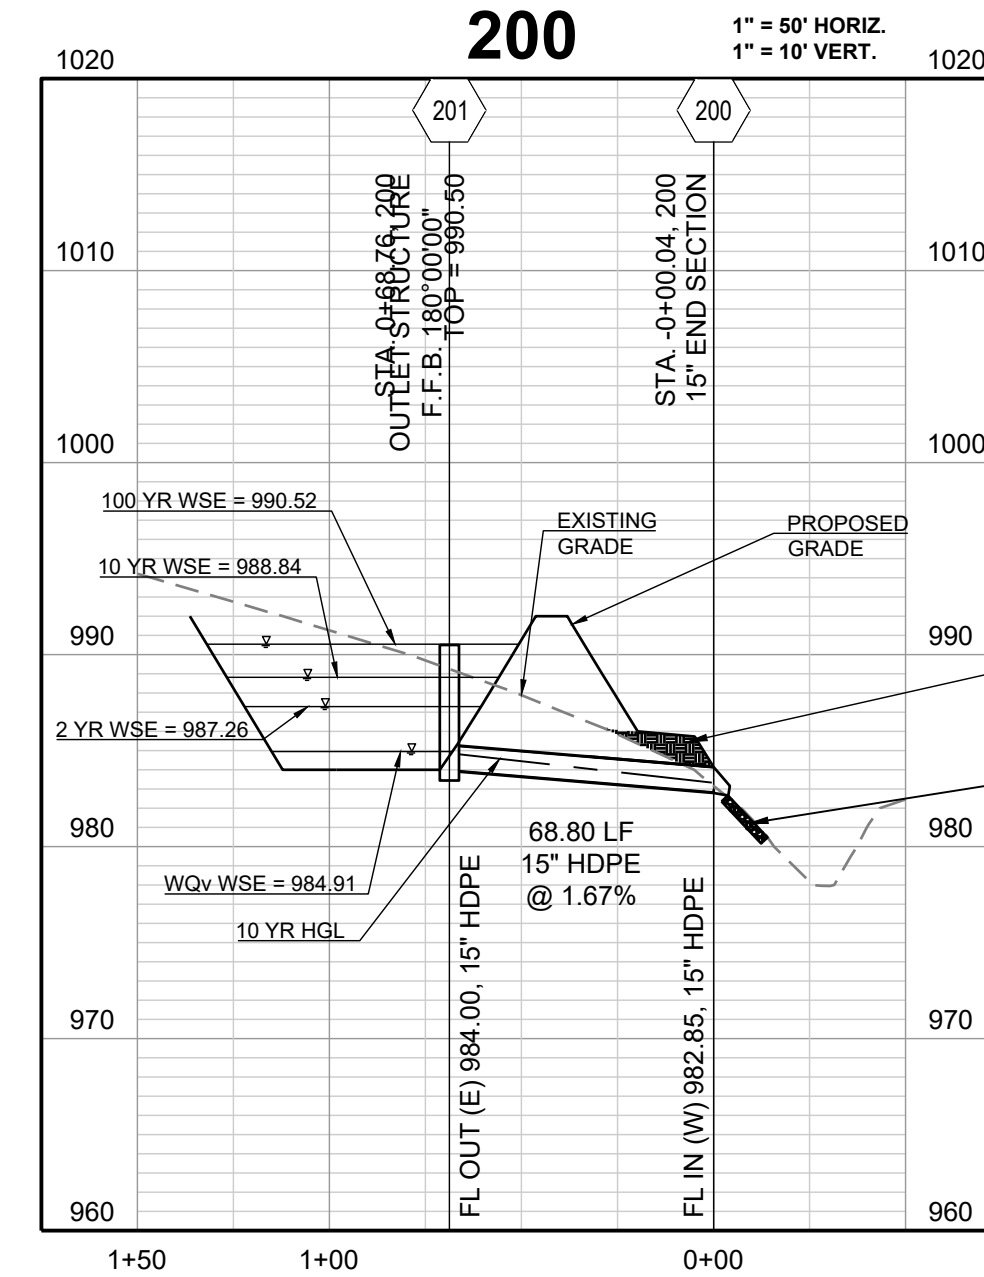 200
1" = 50' HORIZ.
1" = 10' VERT.
1020
1020
201
200
STA. 0+68.76, 200
OUTLET STRUCTURE
F.F.B. 180°00'00"
TOP = 990.50
STA. -0+00.04, 200
15" END SECTION
1010
1010
1000
1000
100 YR WSE = 990.52
EXISTING
GRADE
PROPOSED
GRADE
10 YR WSE = 988.84
990
990
2 YR WSE = 987.26
980
980
68.80 LF
15" HDPE
@ 1.67%
WQv WSE = 984.91
10 YR HGL
FL OUT (E) 984.00, 15" HDPE
FL IN (W) 982.85, 15" HDPE
970
970
960
960
1+50
1+00
0+00